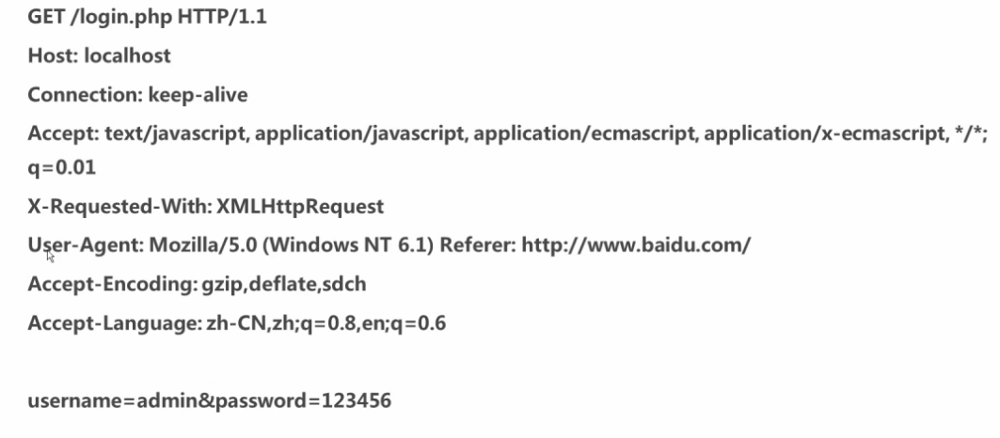 GET /login.php HTTP/1.1
Host: localhost
Connection: keep-alive
Accept: text/javascript, application/javascript, application/ecmascript, application/x-ecmascript, */*;
q=0.01
X-Requested-With: XMLHttpRequest
User-Agent: Mozilla/5.0 (Windows NT 6.1) Referer: http://www.baidu.com/
Accept-Encoding: gzip,deflate,sdch
Accept-Language: zh-CN,zh;q=0.8,en;q=0.6
username=admin&password=123456